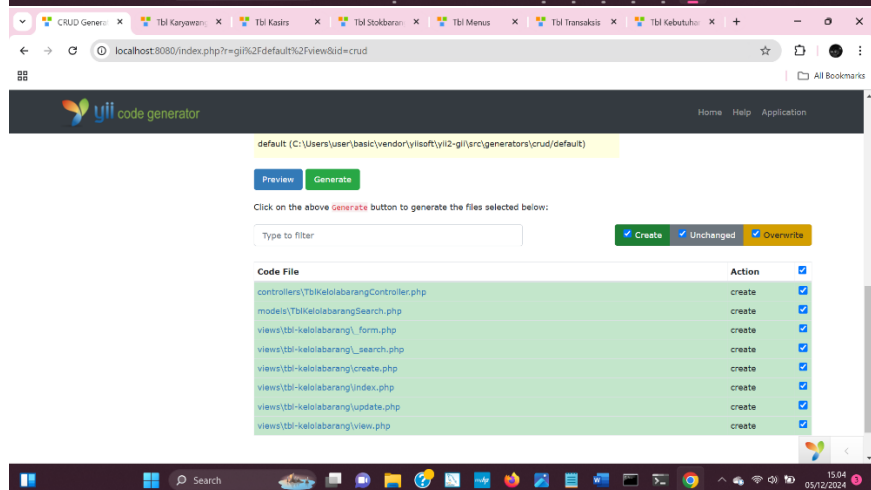 CRUD Genera
Tbl Karyawan
Tbl Kasirs
Tbl Stokbaran
Tbl Menus
Tbl Transaksis
Tbl Kebutuhan
localhost:8080/index.php?r=gii%2Fdefault%2Fview&id=crud
All Bookmarks
yii code generator
Home Help Application
default (C:\Users\user\basic\vendor\yiisoft\yii2-gii\src\generators\crud/default)
Preview Generate
Click on the above Generate button to generate the files selected below:
Type to filter
Create Unchanged Overwrite
Code File Action
controllers\TblKelolabarangController.php create
models\TblKelolabarangSearch.php create
views\tbl-kelolabarang\_form.php create
views\tbl-kelolabarang\_search.php create
views\tbl-kelolabarang\create.php create
views\tbl-kelolabarang\index.php create
views\tbl-kelolabarang\update.php create
views\tbl-kelolabarang\view.php create
Search
15.04
05/12/2024
3